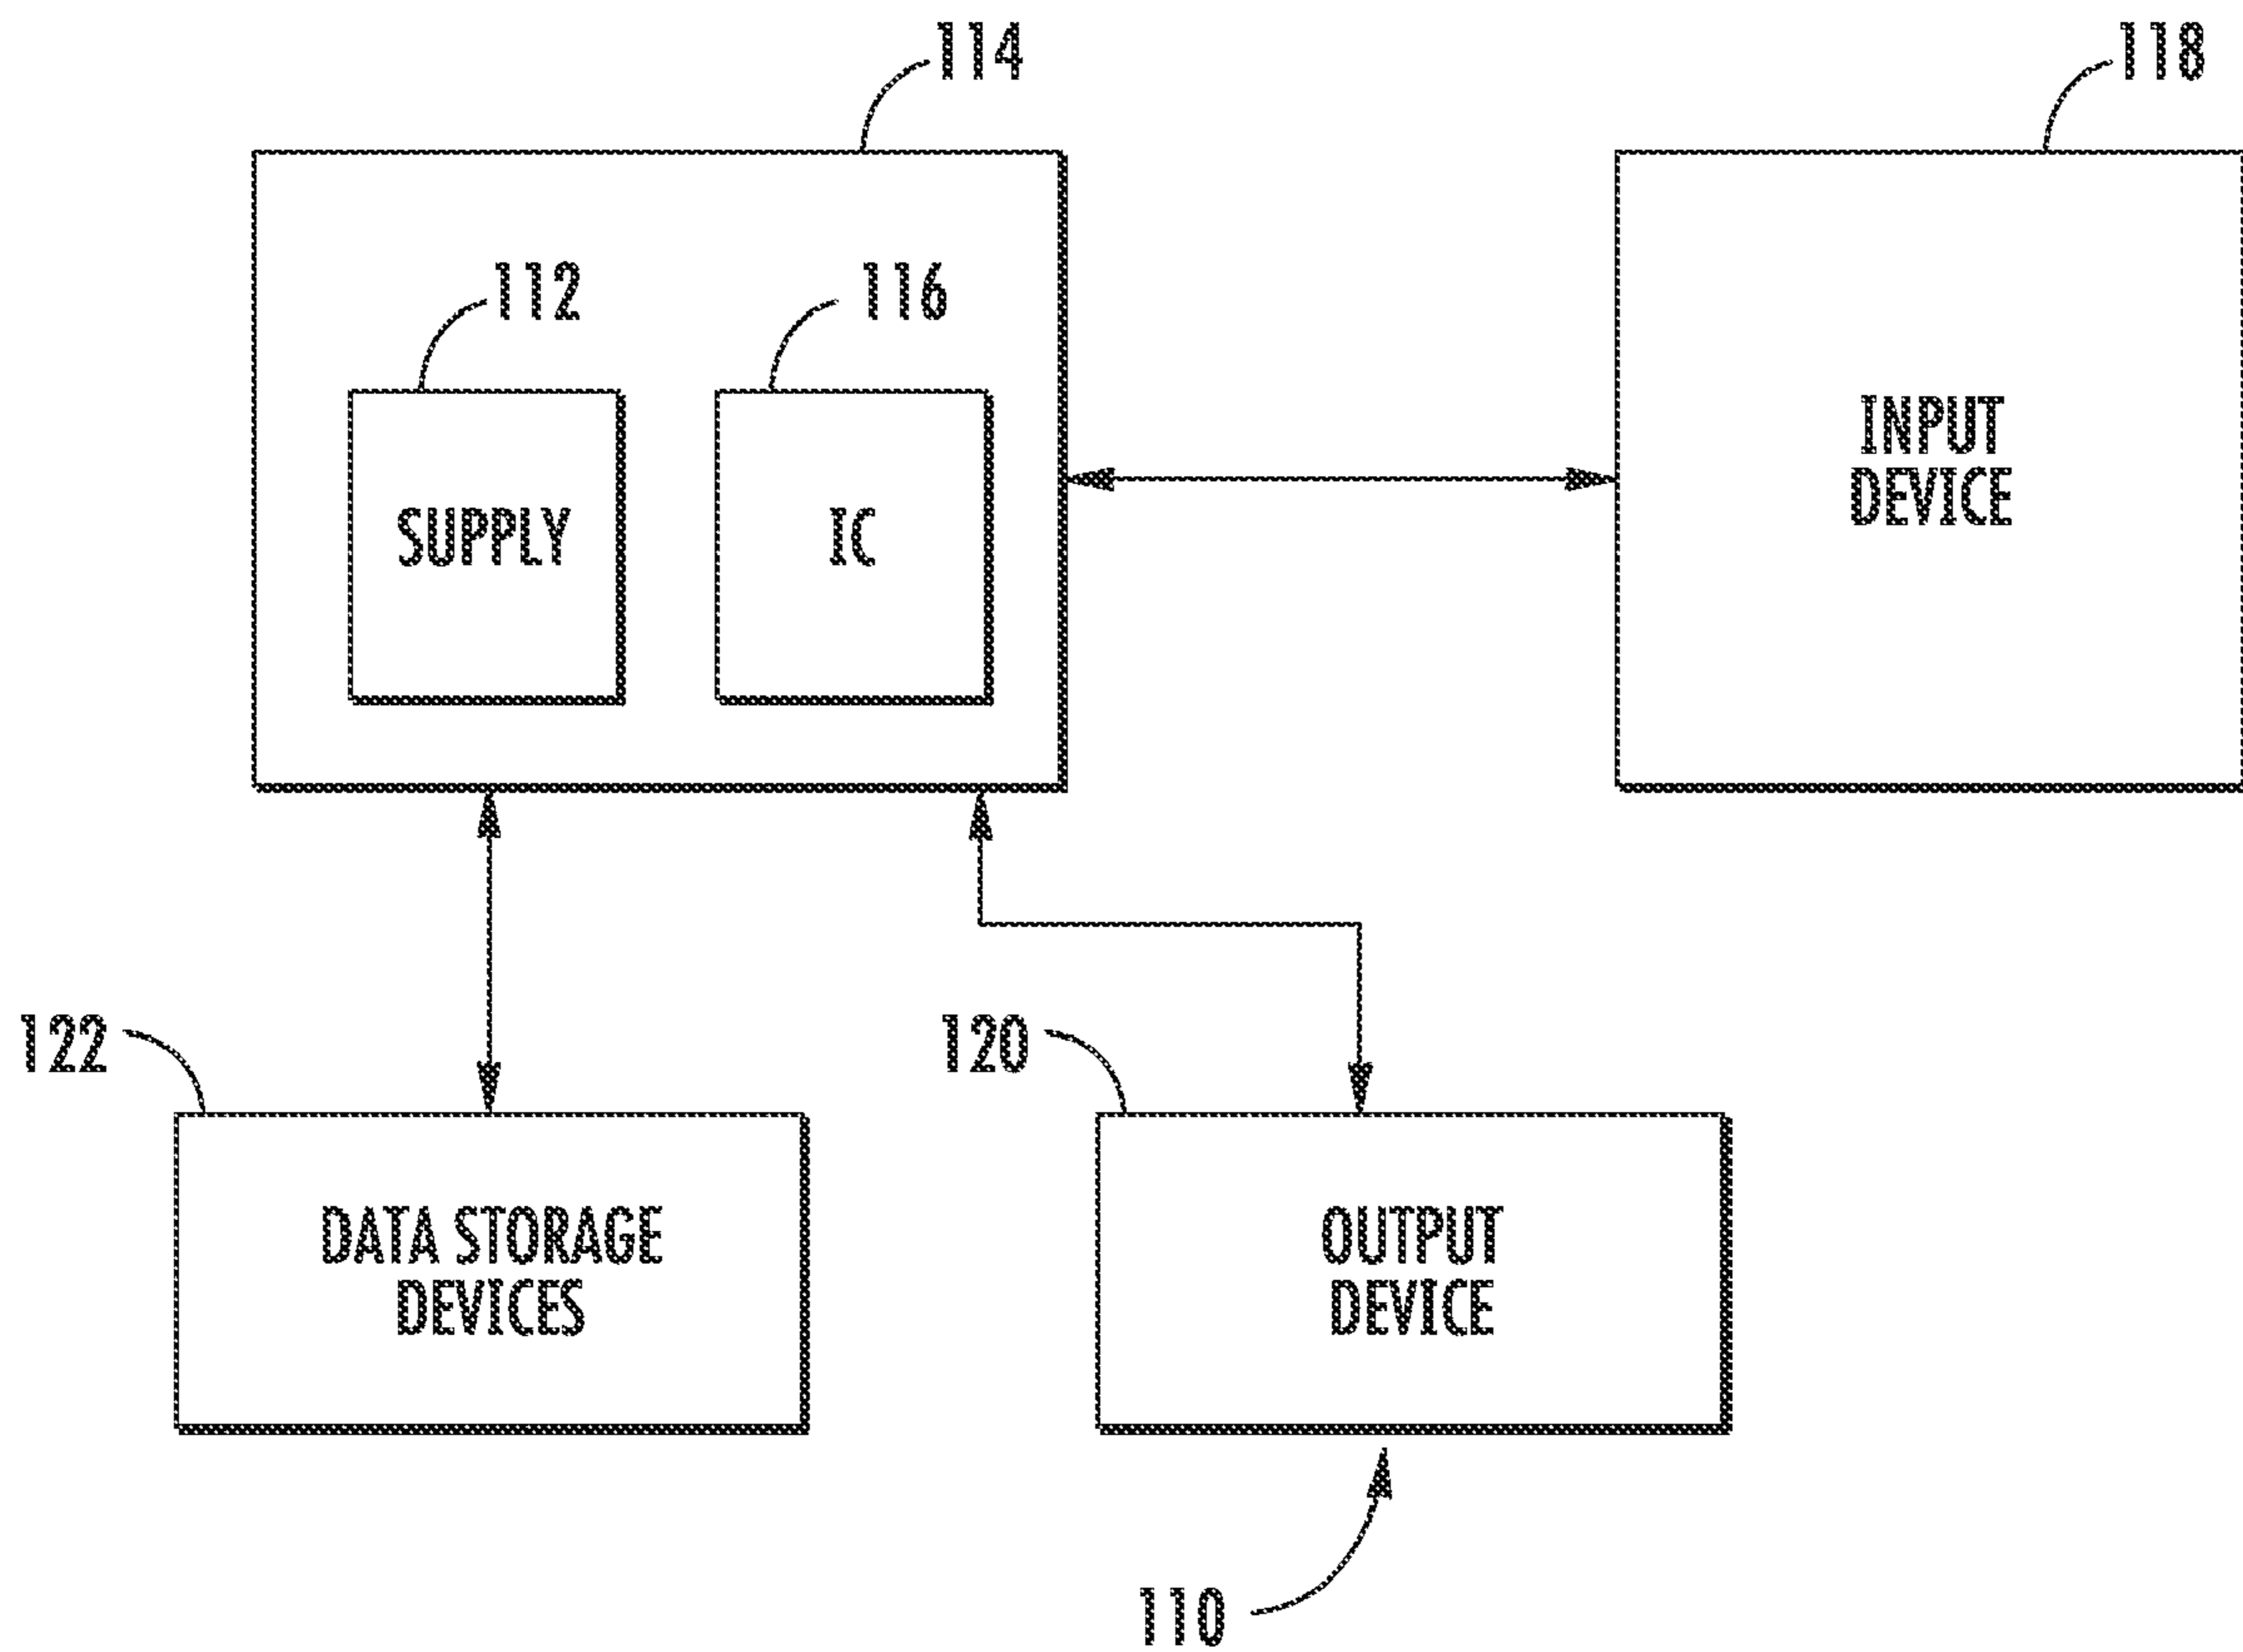 114
118
112
116
SUPPLY
IC
INPUT
DEVICE
122
120
DATA STORAGE
DEVICES
OUTPUT
DEVICE
110